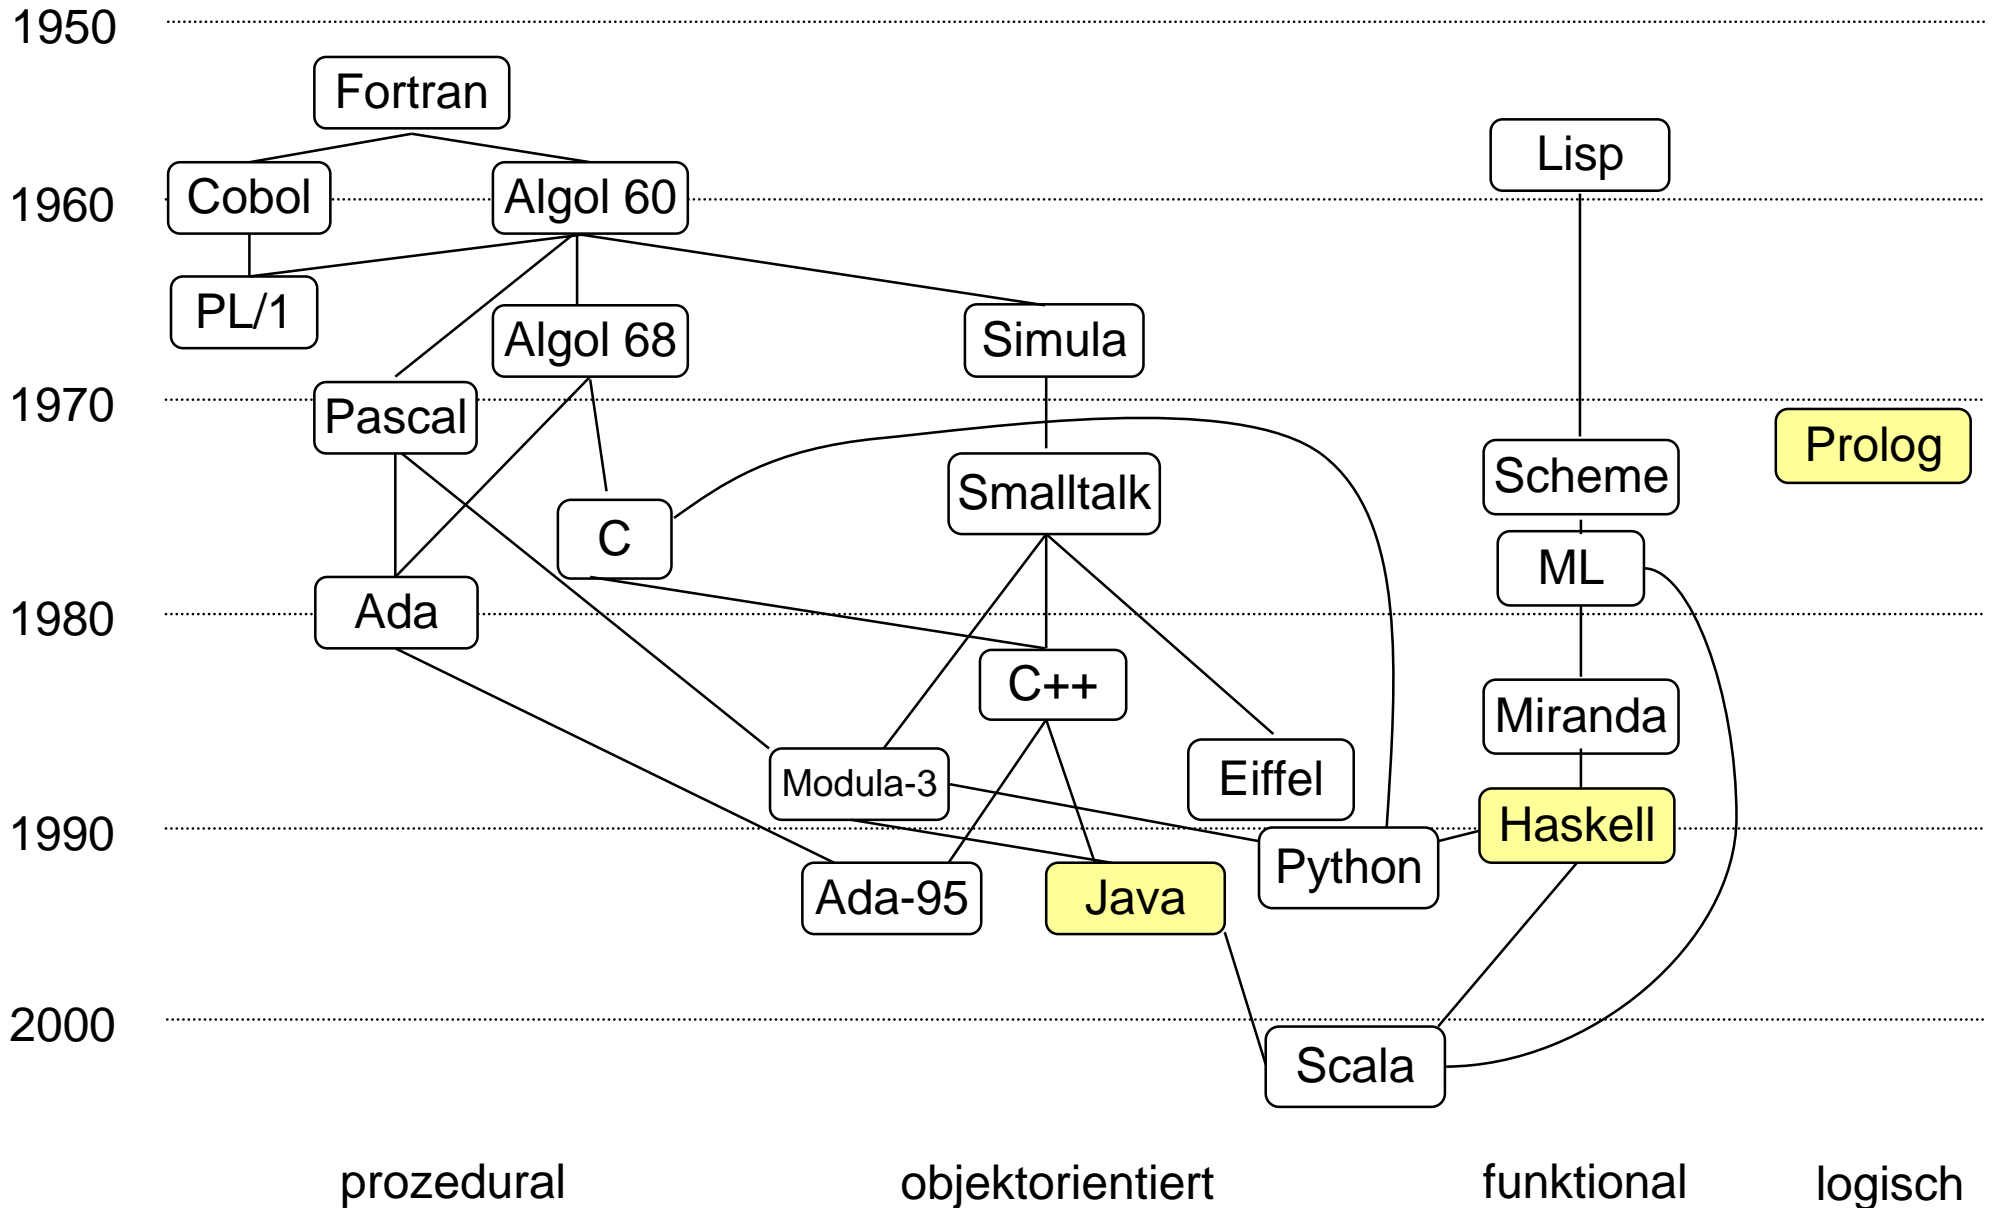 1950
Fortran
Lisp
Cobol
Algol 60
1960
PL/1
Algol 68
Simula
1970
Pascal
Prolog
Scheme
Smalltalk
C
ML
Ada
1980
C++
Miranda
Modula-3
Eiffel
Haskell
1990
Python
Ada-95
Java
2000
Scala
prozedural
objektorientiert
funktional
logisch